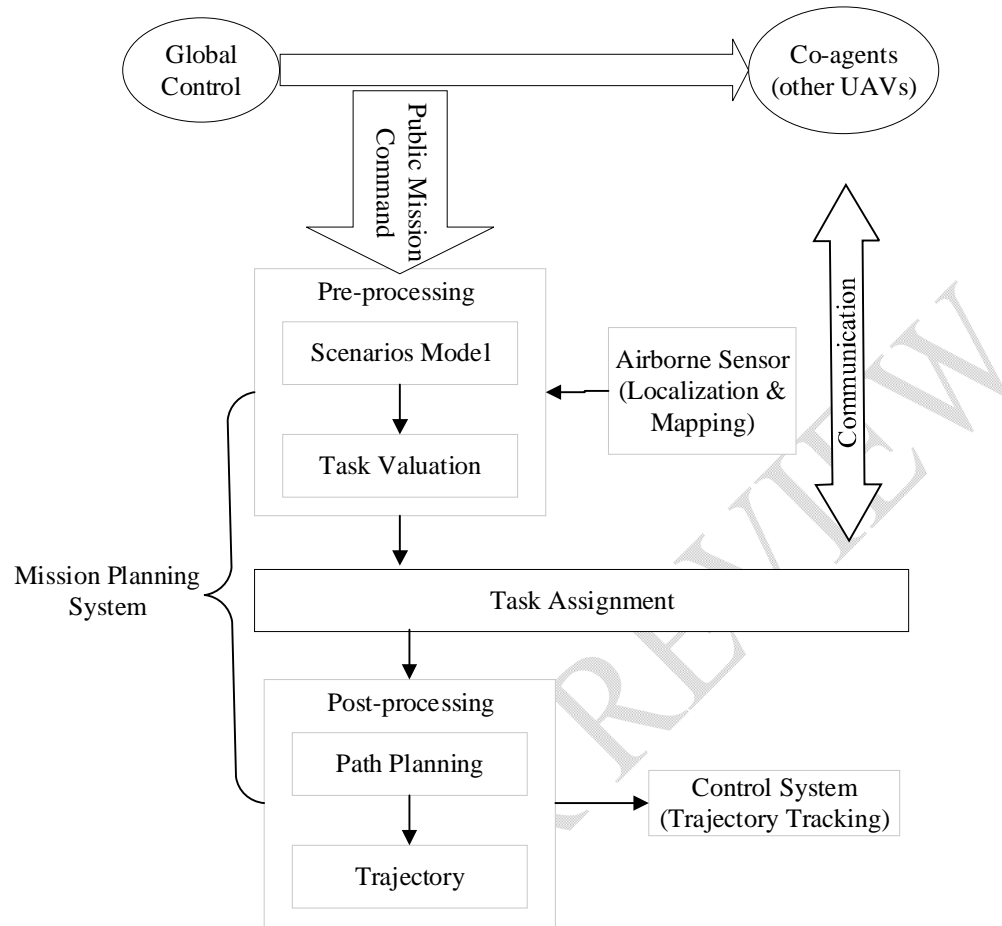 Global
Control
Co-agents
(other UAVs)
Public Mission
Command
Pre-processing
Scenarios Model
Task Valuation
Airborne Sensor
(Localization &
Mapping)
Communication
Mission Planning
System
Task Assignment
Post-processing
Path Planning
Trajectory
Control System
(Trajectory Tracking)
R REVIEW